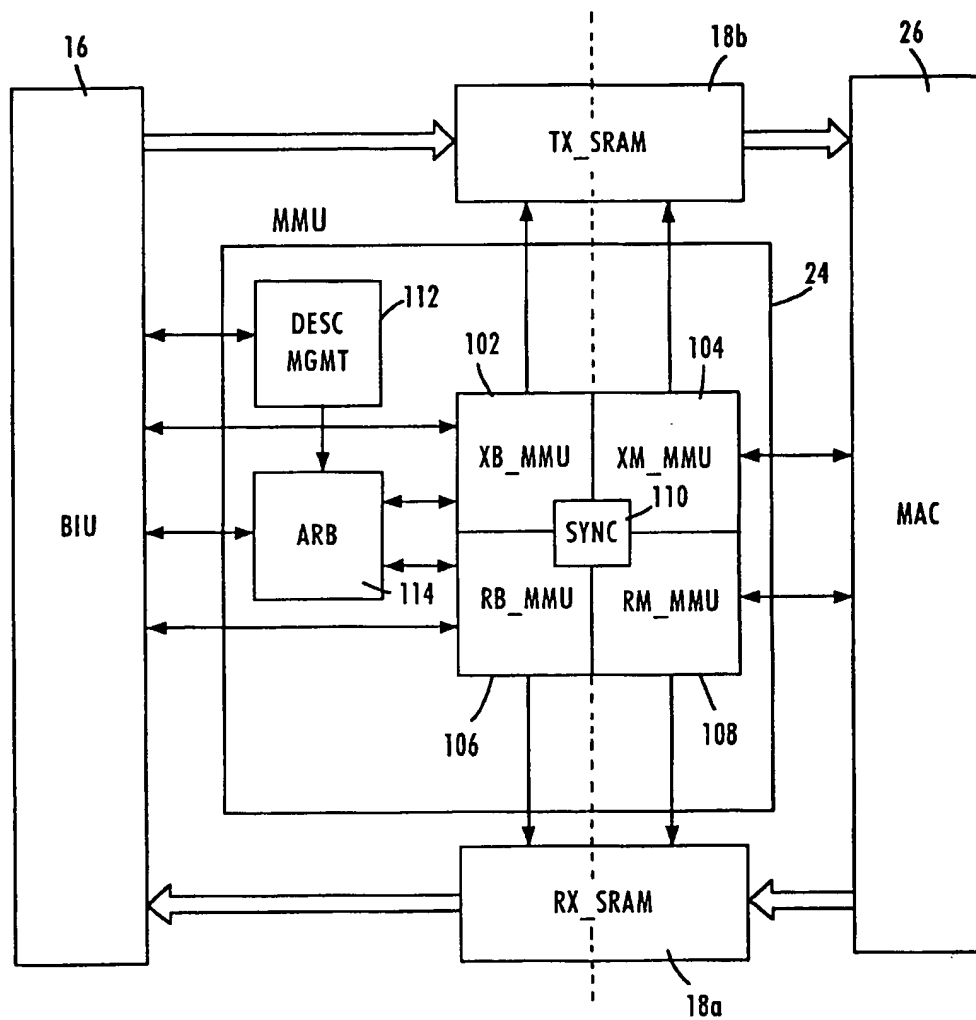 16
18b
26
TX_SRAM
MMU
24
DESC
MGMT
112
102
104
XB_MMU
XM_MMU
110
BIU
ARB
SYNC
MAC
114
RB_MMU
RM_MMU
106
108
RX_SRAM
18a